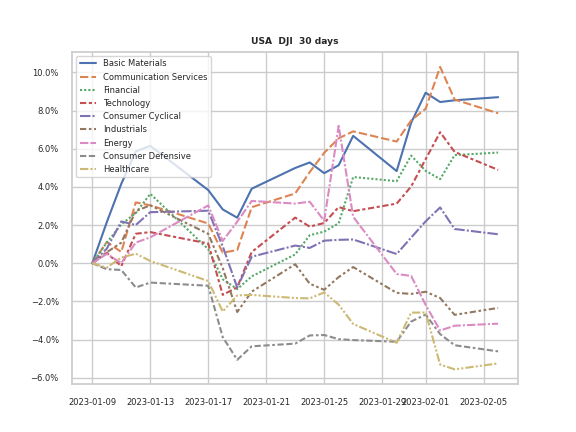 USA DJI 30 days
Basic Materials
Communication Services
Financial
Technology
Consumer Cyclical
Industrials
Energy
Consumer Defensive
Healthcare
10.0%
8.0%
6.0%
4.0%
2.0%
0.0%
−2.0%
−4.0%
−6.0%
2023-01-09 2023-01-13 2023-01-17 2023-01-21 2023-01-25 2023-01-29 2023-02-01 2023-02-05